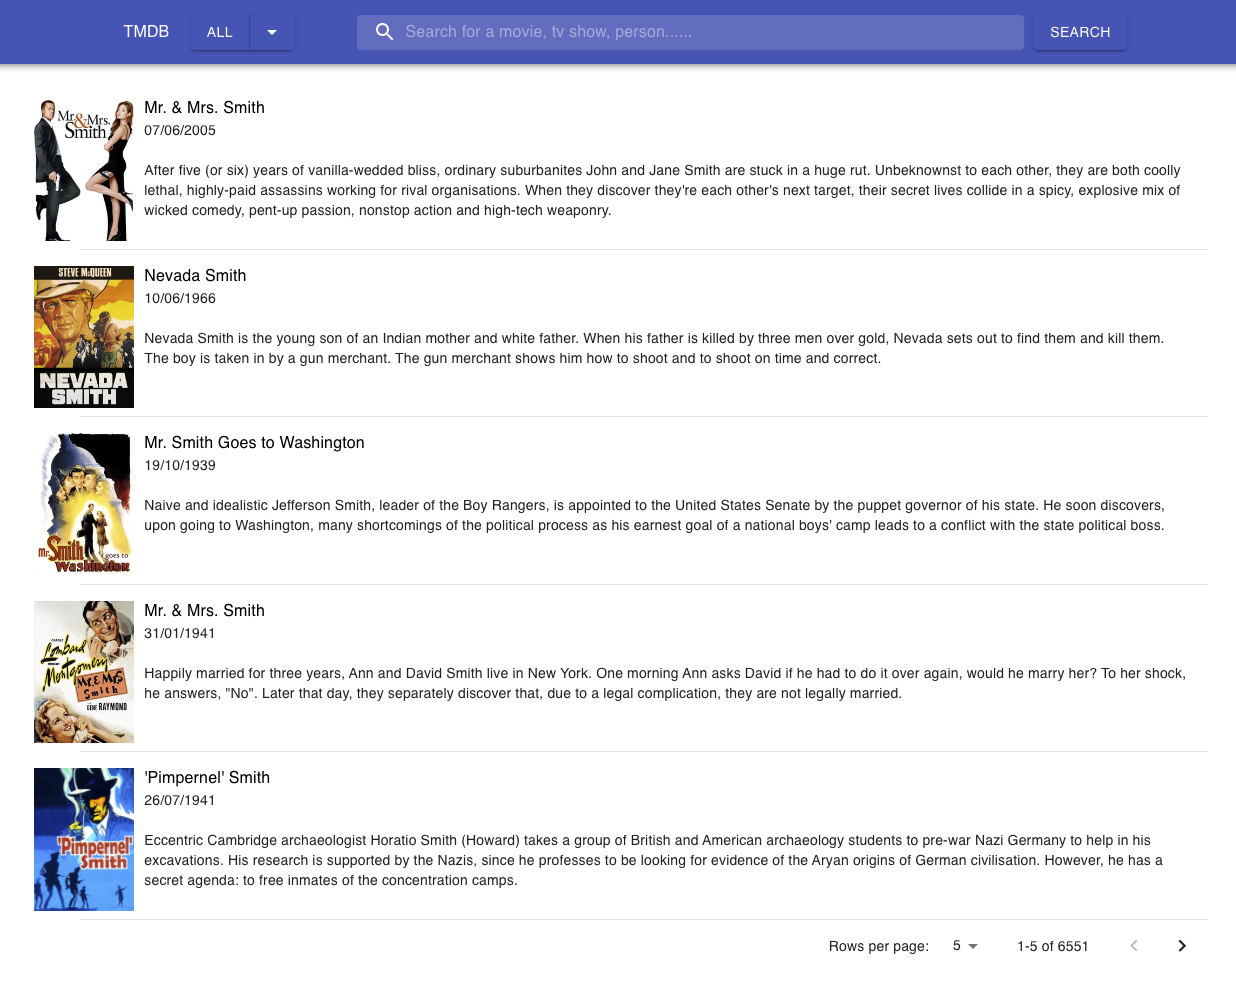 TMDB
ALL
Search for a movie, tv show, person......
SEARCH
Mr. & Mrs. Smith
Mr. & Mrs. Smith
07/06/2005
After five (or six) years of vanilla-wedded bliss, ordinary suburbanites John and Jane Smith are stuck in a huge rut. Unbeknownst to each other, they are both coolly
lethal, highly-paid assassins working for rival organisations. When they discover they're each other's next target, their secret lives collide in a spicy, explosive mix of
wicked comedy, pent-up passion, nonstop action and high-tech weaponry.
STEVE McQUEEN
NEVADA
SMITH
Nevada Smith
10/06/1966
Nevada Smith is the young son of an Indian mother and white father. When his father is killed by three men over gold, Nevada sets out to find them and kill them.
The boy is taken in by a gun merchant. The gun merchant shows him how to shoot and to shoot on time and correct.
Mr. Smith
goes to
Washington
Mr. Smith Goes to Washington
19/10/1939
Naive and idealistic Jefferson Smith, leader of the Boy Rangers, is appointed to the United States Senate by the puppet governor of his state. He soon discovers,
upon going to Washington, many shortcomings of the political process as his earnest goal of a national boys' camp leads to a conflict with the state political boss.
CAROLE
Lombard
Montgomery
Mr. & Mrs.
Smith
GENE RAYMOND
Mr. & Mrs. Smith
31/01/1941
Happily married for three years, Ann and David Smith live in New York. One morning Ann asks David if he had to do it over again, would he marry her? To her shock,
he answers, "No". Later that day, they separately discover that, due to a legal complication, they are not legally married.
'Pimpernel'
Smith
'Pimpernel' Smith
26/07/1941
Eccentric Cambridge archaeologist Horatio Smith (Howard) takes a group of British and American archaeology students to pre-war Nazi Germany to help in his
excavations. His research is supported by the Nazis, since he professes to be looking for evidence of the Aryan origins of German civilisation. However, he has a
secret agenda: to free inmates of the concentration camps.
Rows per page:
5
1-5 of 6551